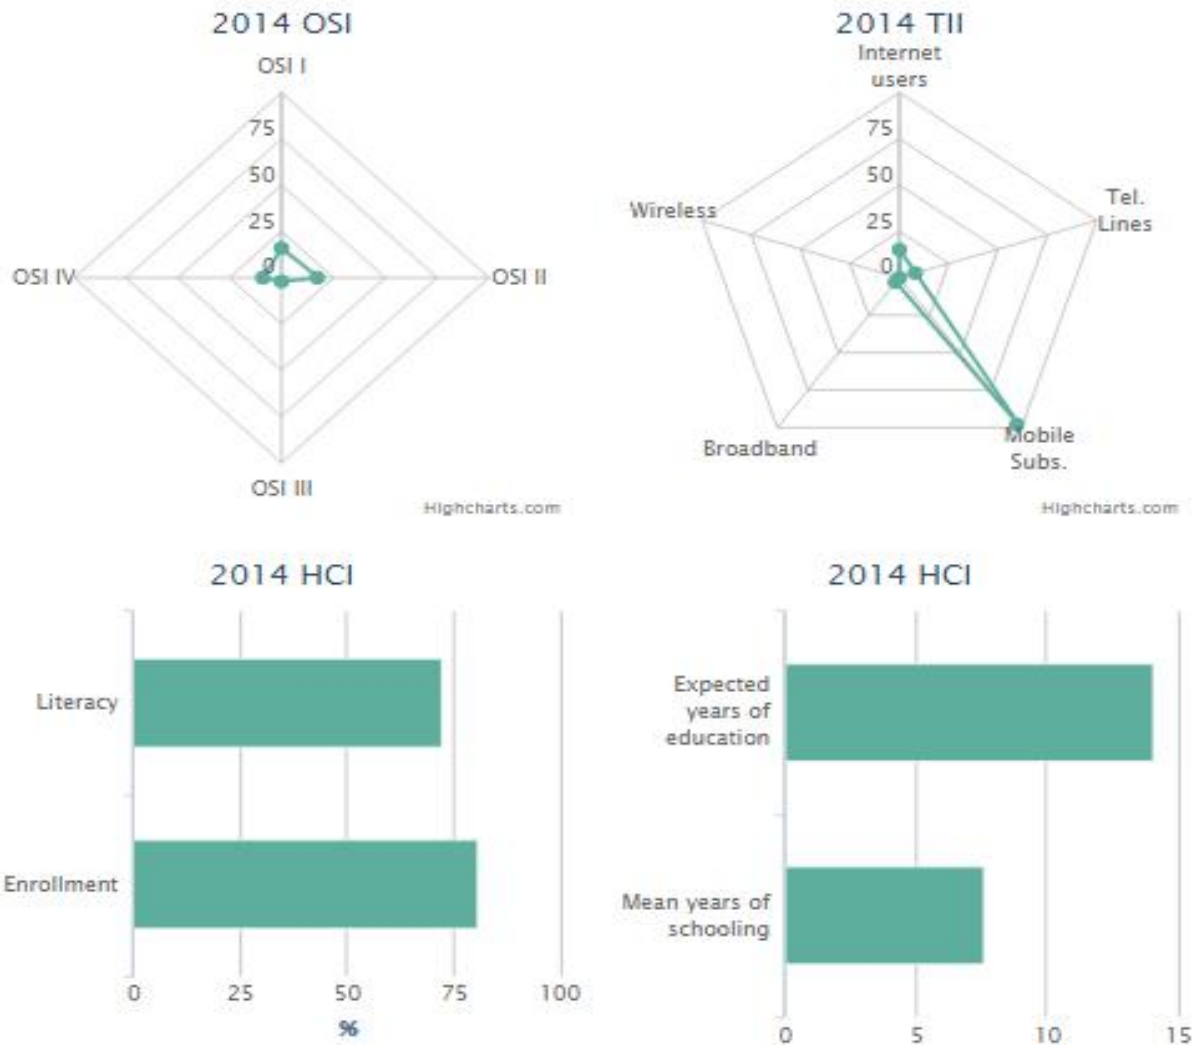 2014 OSI
OSI I
75
50
25
0
OSI IV
OSI II
OSI III
Highcharts.com
2014 TII
Internet
users
75
50
25
0
Wireless
Tel.
Lines
Broadband
Mobile
Subs.
Highcharts.com
2014 HCI
Literacy
Enrollment
0 25 50 75 100
%
2014 HCI
Expected
years of
education
Mean years of
schooling
0 5 10 15